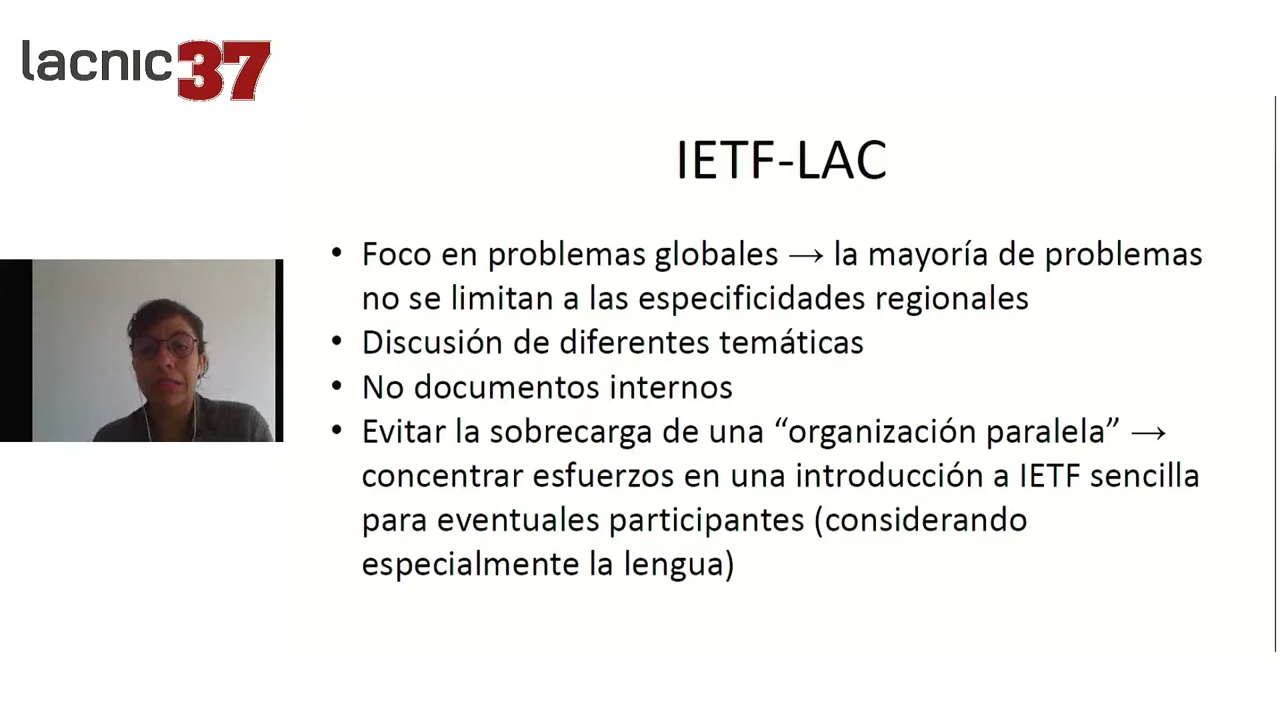 lacnic37
IETF-LAC
• Foco en problemas globales → la mayoría de problemas
no se limitan a las especificidades regionales
• Discusión de diferentes temáticas
• No documentos internos
• Evitar la sobrecarga de una “organización paralela” →
concentrar esfuerzos en una introducción a IETF sencilla
para eventuales participantes (considerando
especialmente la lengua)